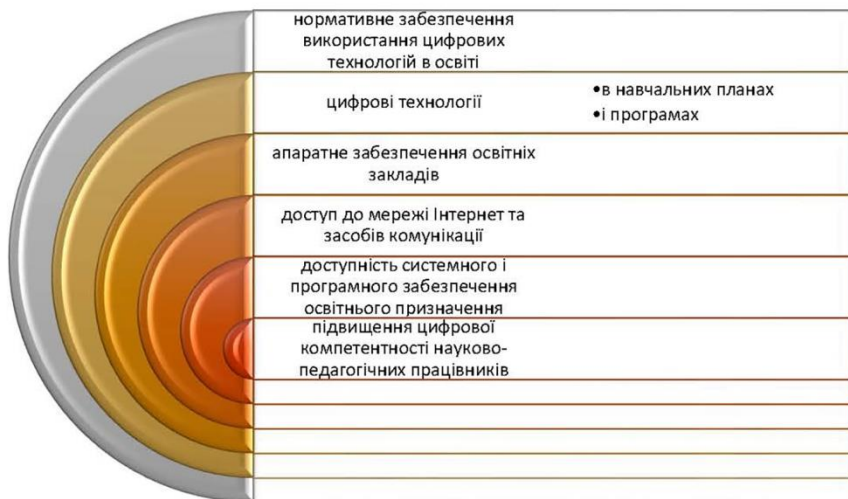 нормативне забезпечення
використання цифрових
технологій в освіті
цифрові технології
•в навчальних планах
•і програмах
апаратне забезпечення освітніх
закладів
доступ до мережі Інтернет та
засобів комунікації
доступність системного і
програмного забезпечення
освітнього призначення
підвищення цифрової
компетентності науково-
педагогічних працівників